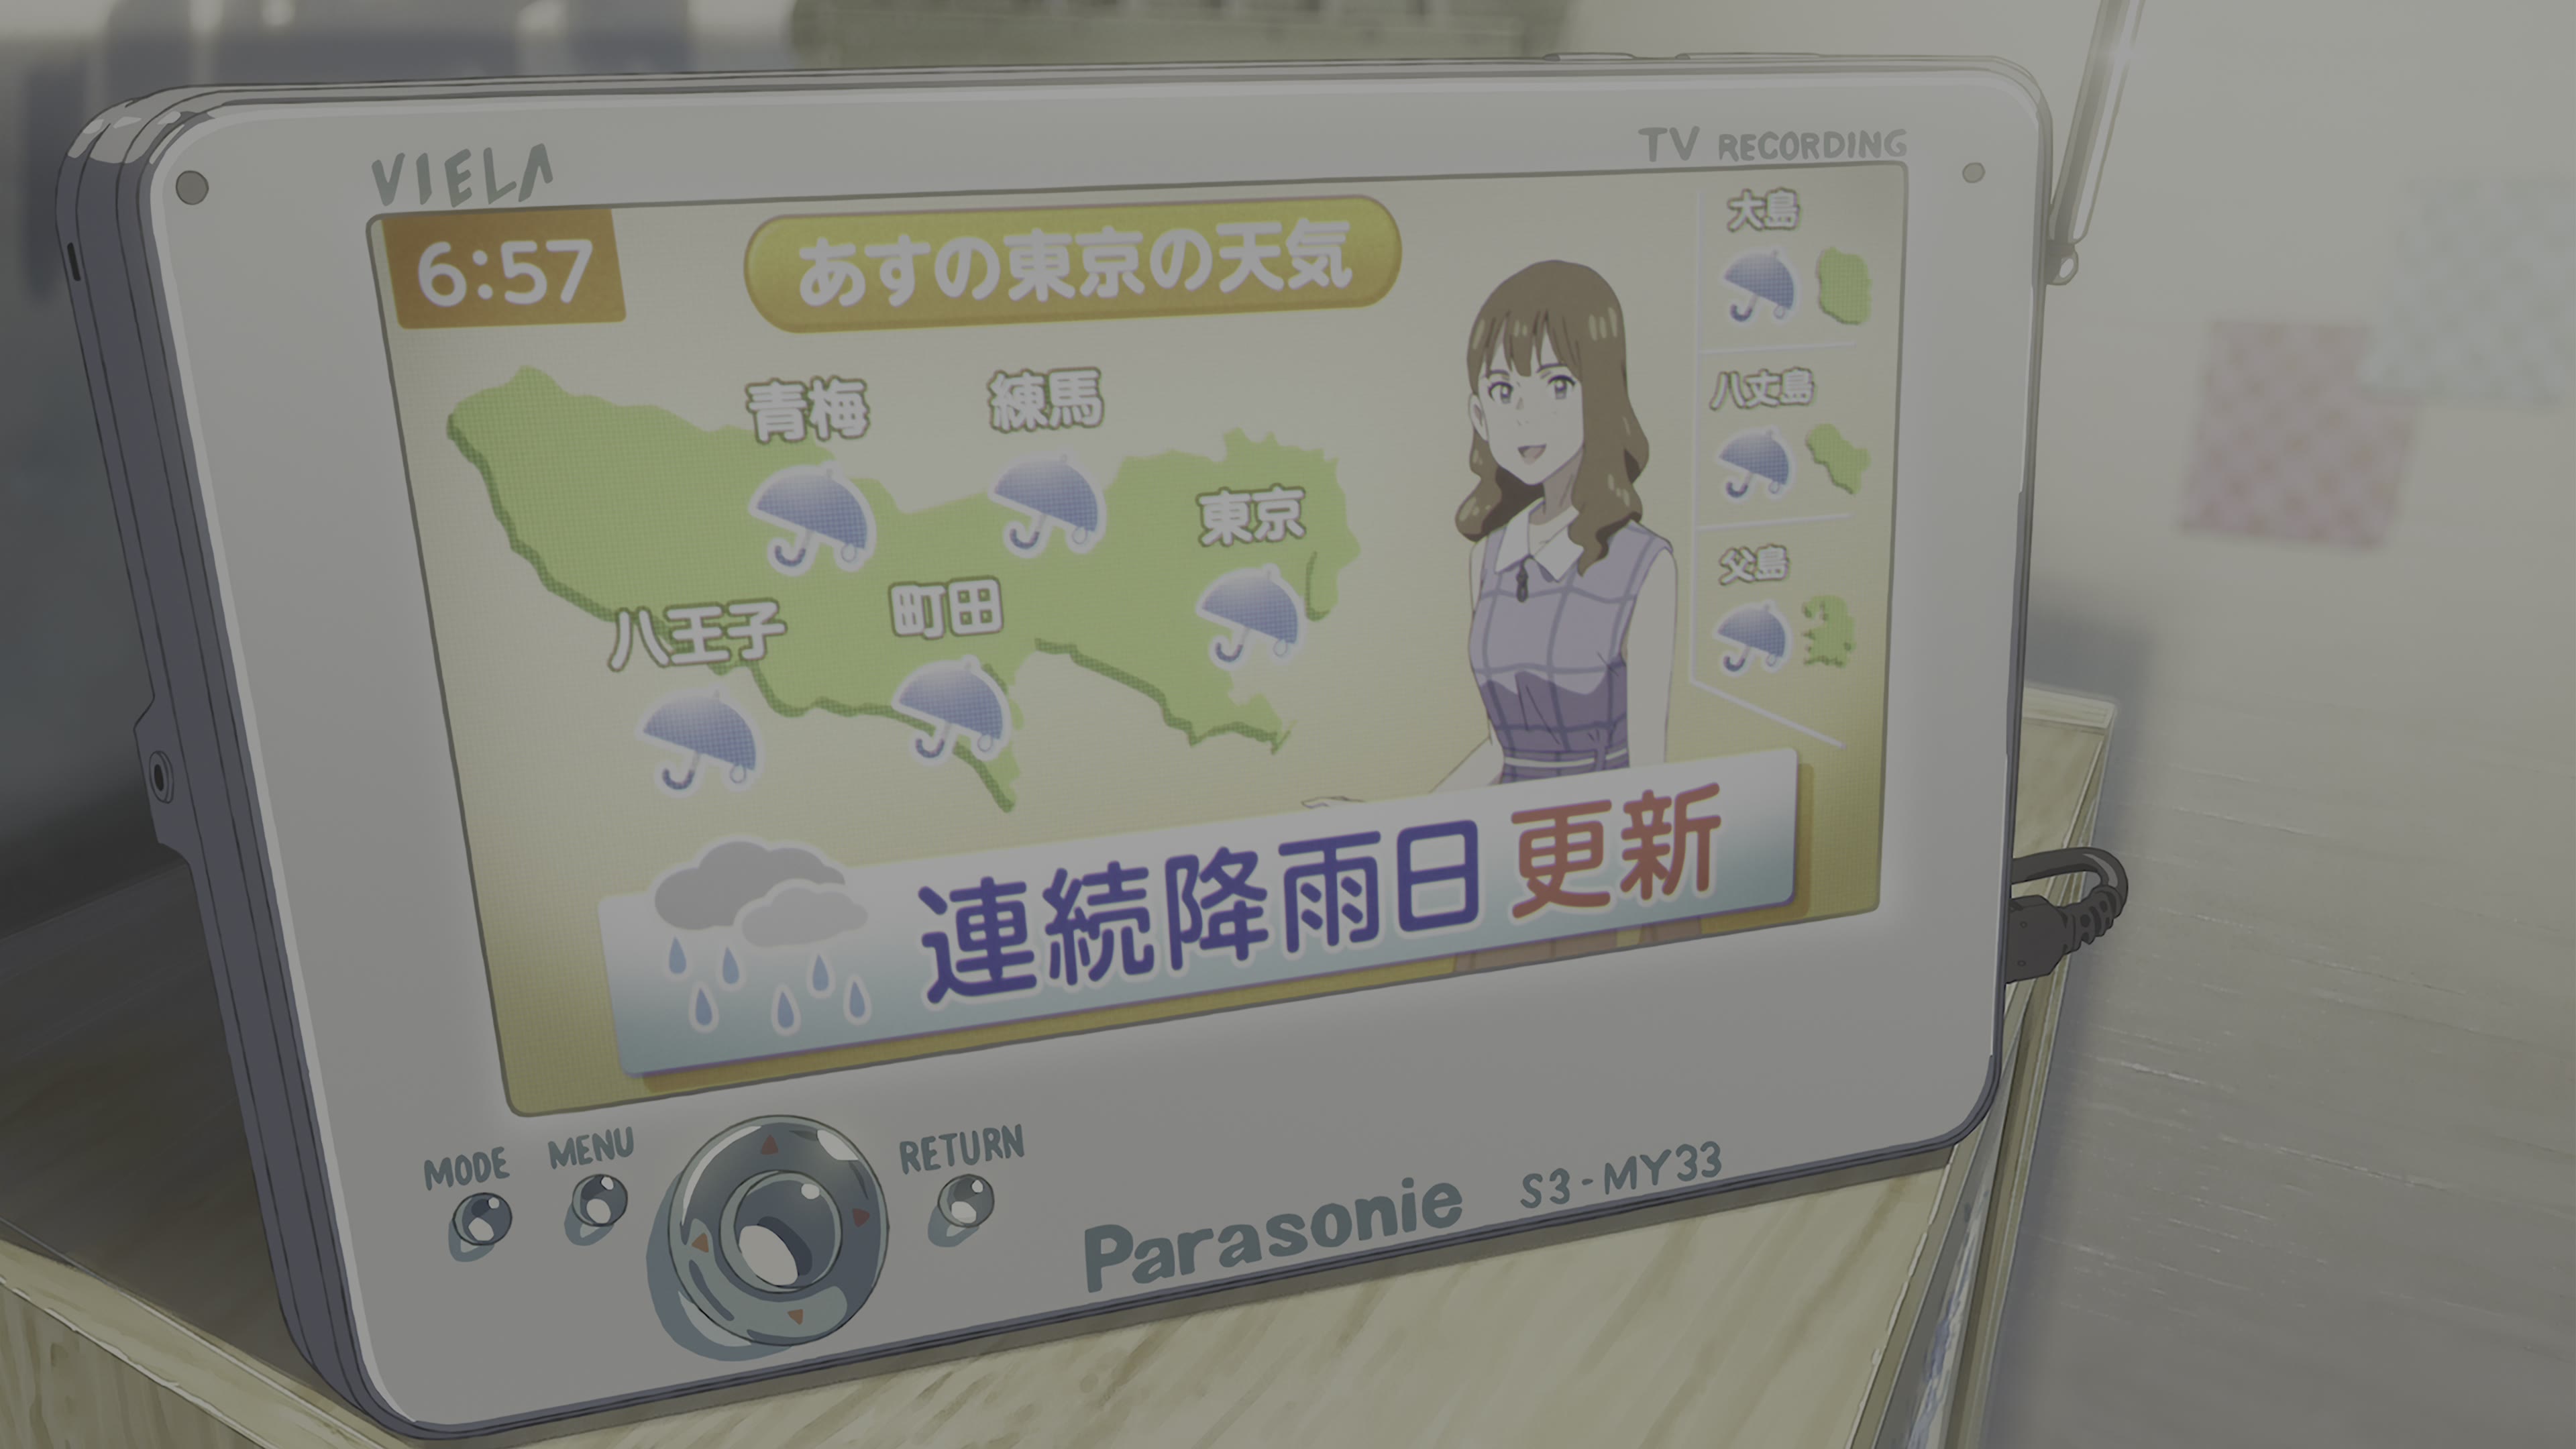 VIELA
TV RECORDING
6:57
あすの東京の天気
大島
青梅
練馬
八丈島
東京
父島
八王子
町田
連続降雨日 更新
MODE
MENU
RETURN
Parasonie
S3-MY33